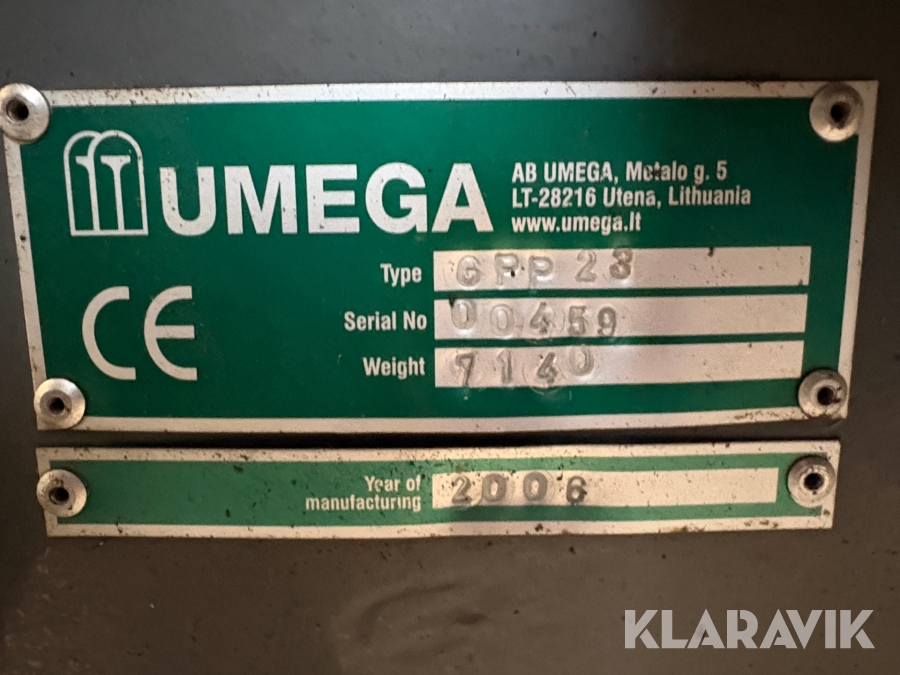 UMEGA
AB UMEGA, Metalo g. 5
LT-28216 Utena, Lithuania
www.umega.lt
Type GPP 23
Serial No 00459
Weight 7140
CE
Year of
manufacturing 2006
KLARAVIK